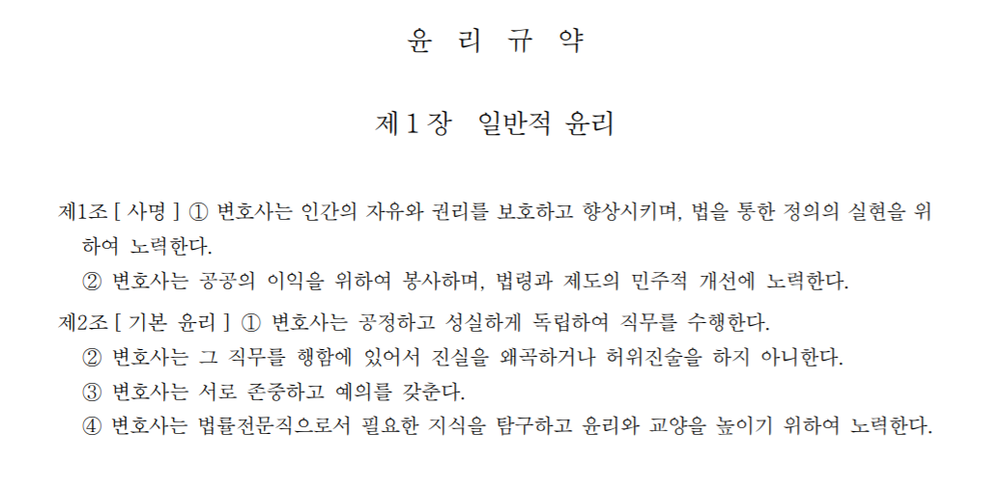 윤 리 규 약
제 1 장 일반적 윤리
제1조 [ 사명 ] ① 변호사는 인간의 자유와 권리를 보호하고 향상시키며, 법을 통한 정의의 실현을 위
하여 노력한다.
② 변호사는 공공의 이익을 위하여 봉사하며, 법령과 제도의 민주적 개선에 노력한다.
제2조 [ 기본 윤리 ] ① 변호사는 공정하고 성실하게 독립하여 직무를 수행한다.
② 변호사는 그 직무를 행함에 있어서 진실을 왜곡하거나 허위진술을 하지 아니한다.
③ 변호사는 서로 존중하고 예의를 갖춘다.
④ 변호사는 법률전문직으로서 필요한 지식을 탐구하고 윤리와 교양을 높이기 위하여 노력한다.